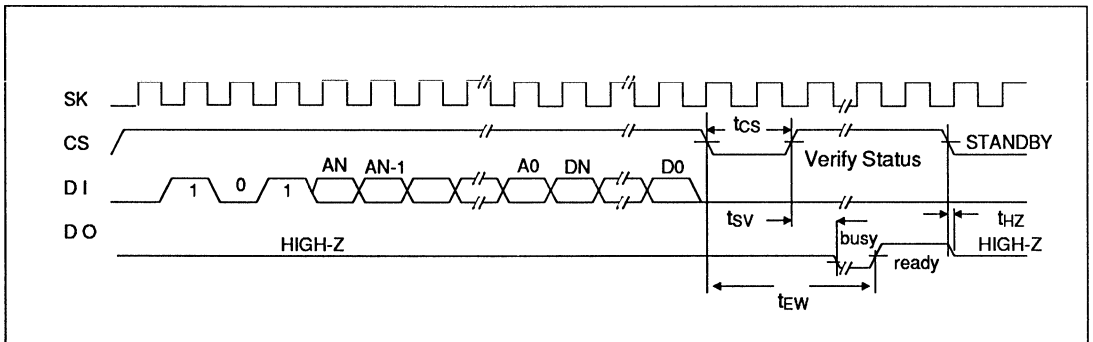 SK
CS tCS STANDBY
Verify Status
AN AN-1 A0 DN D0
DI 1 0 1
tSV tHZ
DO busy
HIGH-Z HIGH-Z
ready
tEW